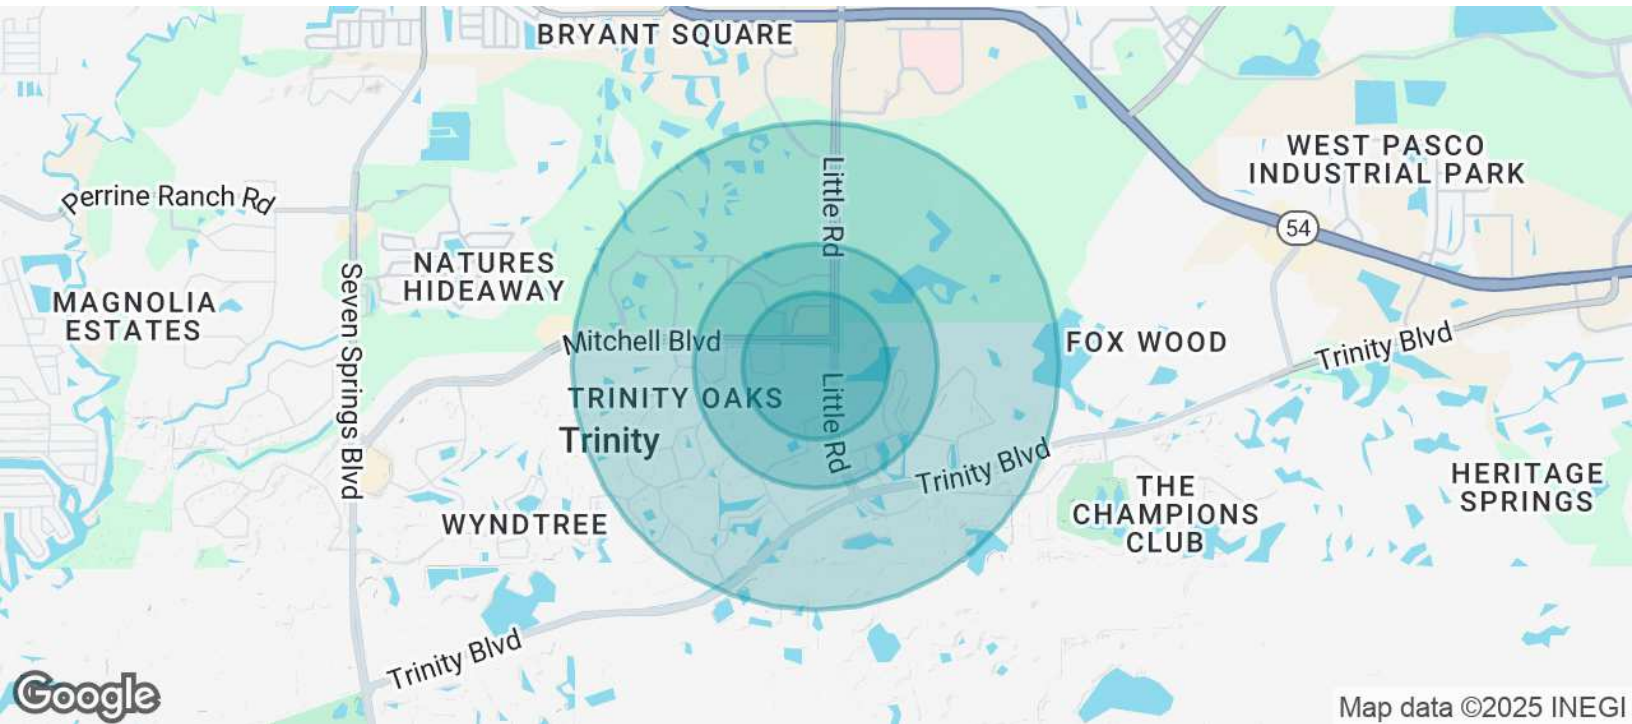 BRYANT SQUARE
WEST PASCO
INDUSTRIAL PARK
Perrine Ranch Rd
Little Rd
54
NATURES
HIDEAWAY
MAGNOLIA
ESTATES
Seven Springs Blvd
Mitchell Blvd
FOX WOOD
Trinity Blvd
TRINITY OAKS
Little Rd
Trinity
Trinity Blvd
HERITAGE
SPRINGS
THE
CHAMPIONS
CLUB
WYNDTREE
Trinity Blvd
Google
Map data ©2025 INEGI